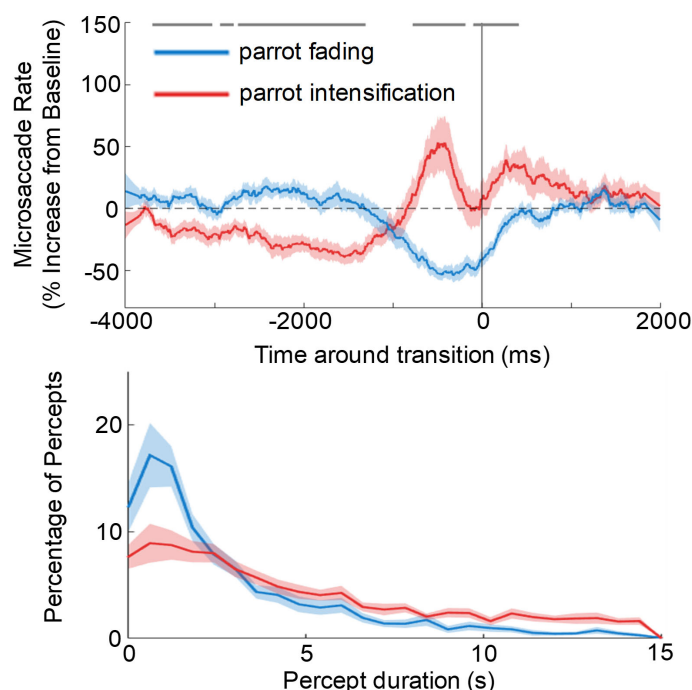 150
parrot fading
100
parrot intensification
50
0
-50
Microsaccade Rate
(% Increase from Baseline)
-4000 -2000 0 2000
Time around transition (ms)
20
10
0
Percentage of Percepts
0 5 10 15
Percept duration (s)